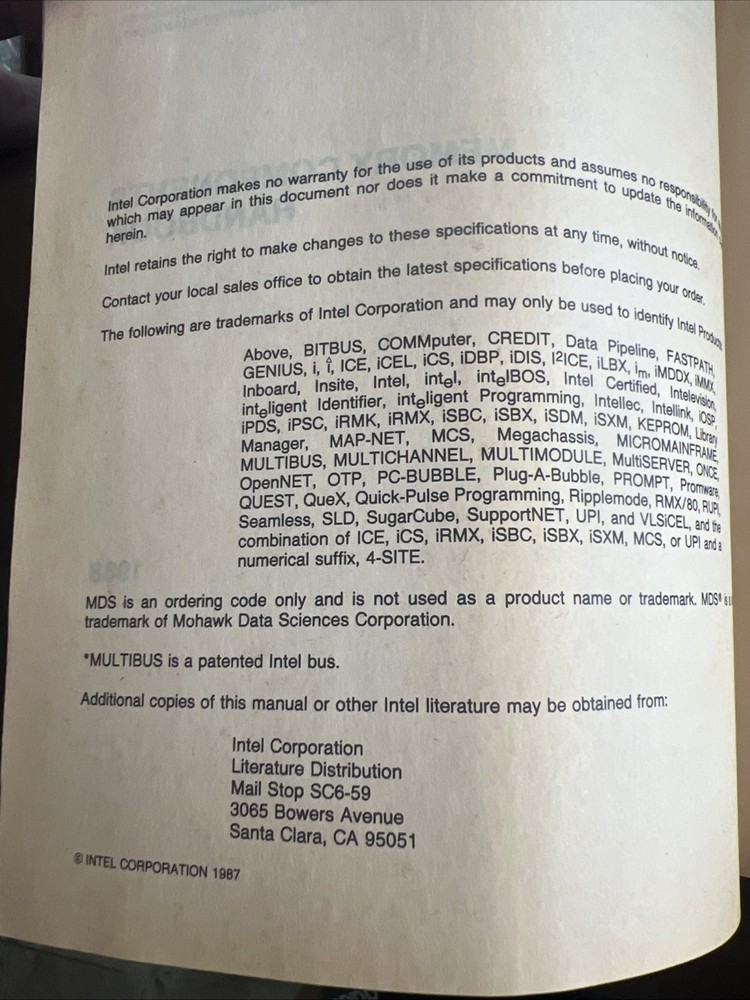 Intel Corporation makes no warranty for the use of its products and assumes no responsibility for
which may appear in this document nor does it make a commitment to update the information
herein.
Intel retains the right to make changes to these specifications at any time, without notice.
Contact your local sales office to obtain the latest specifications before placing your order.
The following are trademarks of Intel Corporation and may only be used to identify Intel Products
Above, BITBUS, COMMputer, CREDIT, Data Pipeline, FASTPATH,
GENIUS, i, î, ICE, iCEL, iCS, iDBP, iDIS, I²ICE, iLBX, iₘ, iMDDX, iMMX,
Inboard, Insite, Intel, intel, intelBOS, Intel Certified, Intelevision,
inteligent Identifier, inteligent Programming, Intellec, Intellink, iOSP,
iPDS, iPSC, iRMK, iRMX, iSBC, iSBX, iSDM, iSXM, KEPROM, Library
Manager, MAP-NET, MCS, Megachassis, MICROMAINFRAME,
MULTIBUS, MULTICHANNEL, MULTIMODULE, MultiSERVER, ONCE,
OpenNET, OTP, PC-BUBBLE, Plug-A-Bubble, PROMPT, Promware,
QUEST, QueX, Quick-Pulse Programming, Ripplemode, RMX/80, RUPI,
Seamless, SLD, SugarCube, SupportNET, UPI, and VLSiCEL, and the
combination of ICE, iCS, iRMX, iSBC, iSBX, iSXM, MCS, or UPI and a
numerical suffix, 4-SITE.
MDS is an ordering code only and is not used as a product name or trademark. MDS®
trademark of Mohawk Data Sciences Corporation.
*MULTIBUS is a patented Intel bus.
Additional copies of this manual or other Intel literature may be obtained from:
Intel Corporation
Literature Distribution
Mail Stop SC6-59
3065 Bowers Avenue
Santa Clara, CA 95051
© INTEL CORPORATION 1987